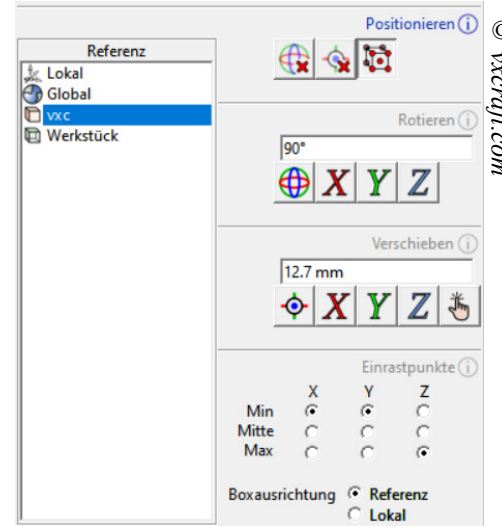 Positionieren
© vxcraft.com
Referenz
Lokal
Global
vxc
Werkstück
Rotieren
90°
X Y Z
Verschieben
12.7 mm
X Y Z
Einrastpunkte
X Y Z
Min
Mitte
Max
Boxausrichtung Referenz
Lokal